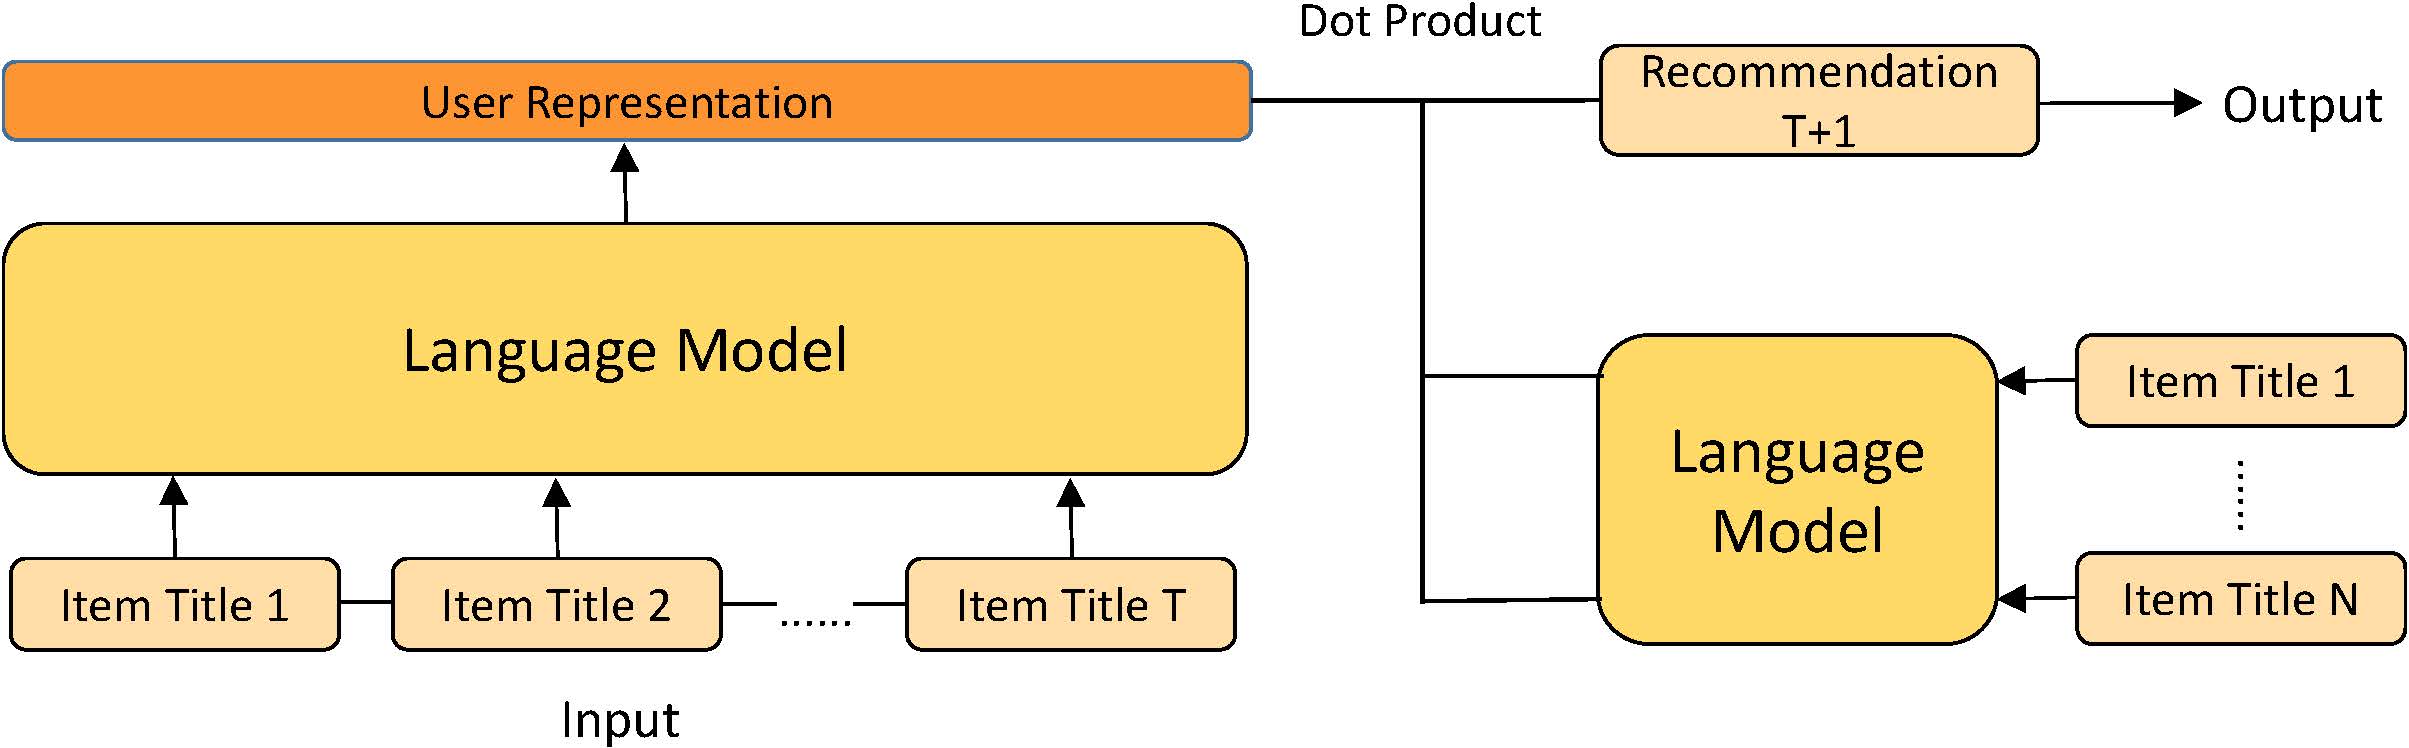 Dot Product
User Representation
Recommendation
T+1
Output
Language Model
Language
Model
Item Title 1
......
Item Title N
Item Title 1
Item Title 2
......
Item Title T
Input